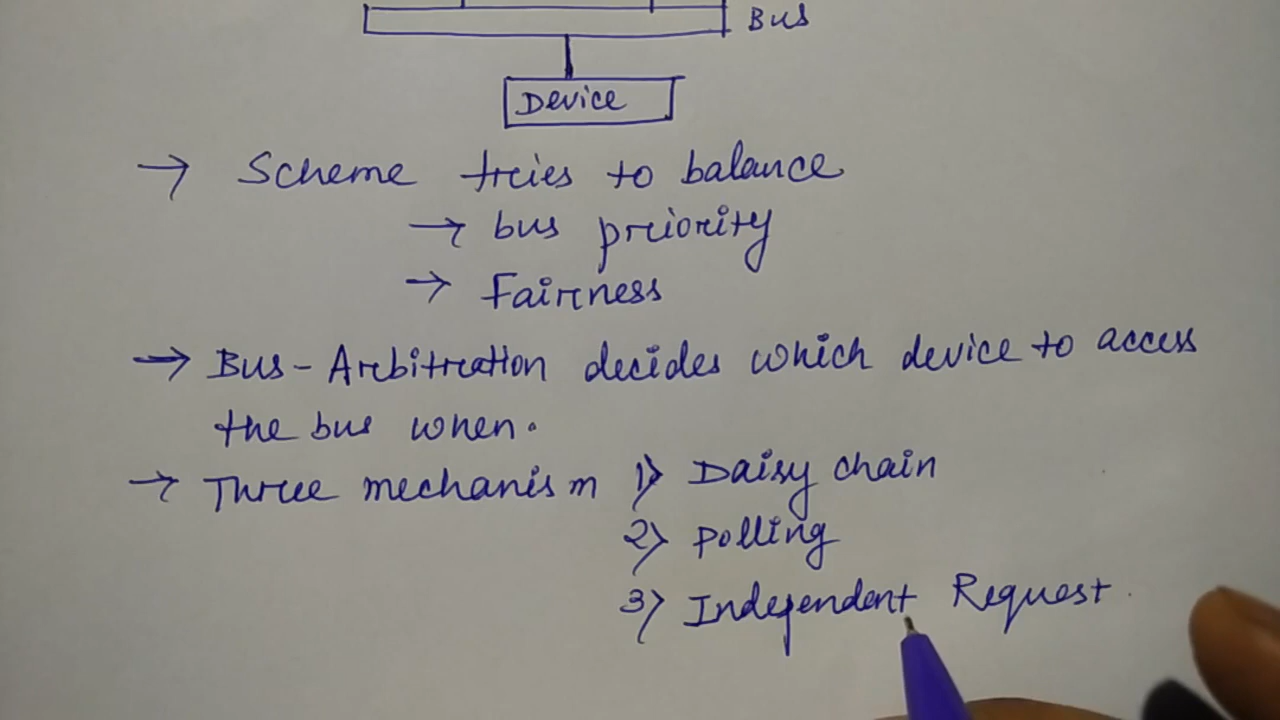 Bus
Device
→ Scheme tries to balance
→ bus priority
→ Fairness
→ Bus-Arbitration decides which device to access
the bus when.
→ Three mechanism 1) Daisy chain
2) Polling
3) Independent Request